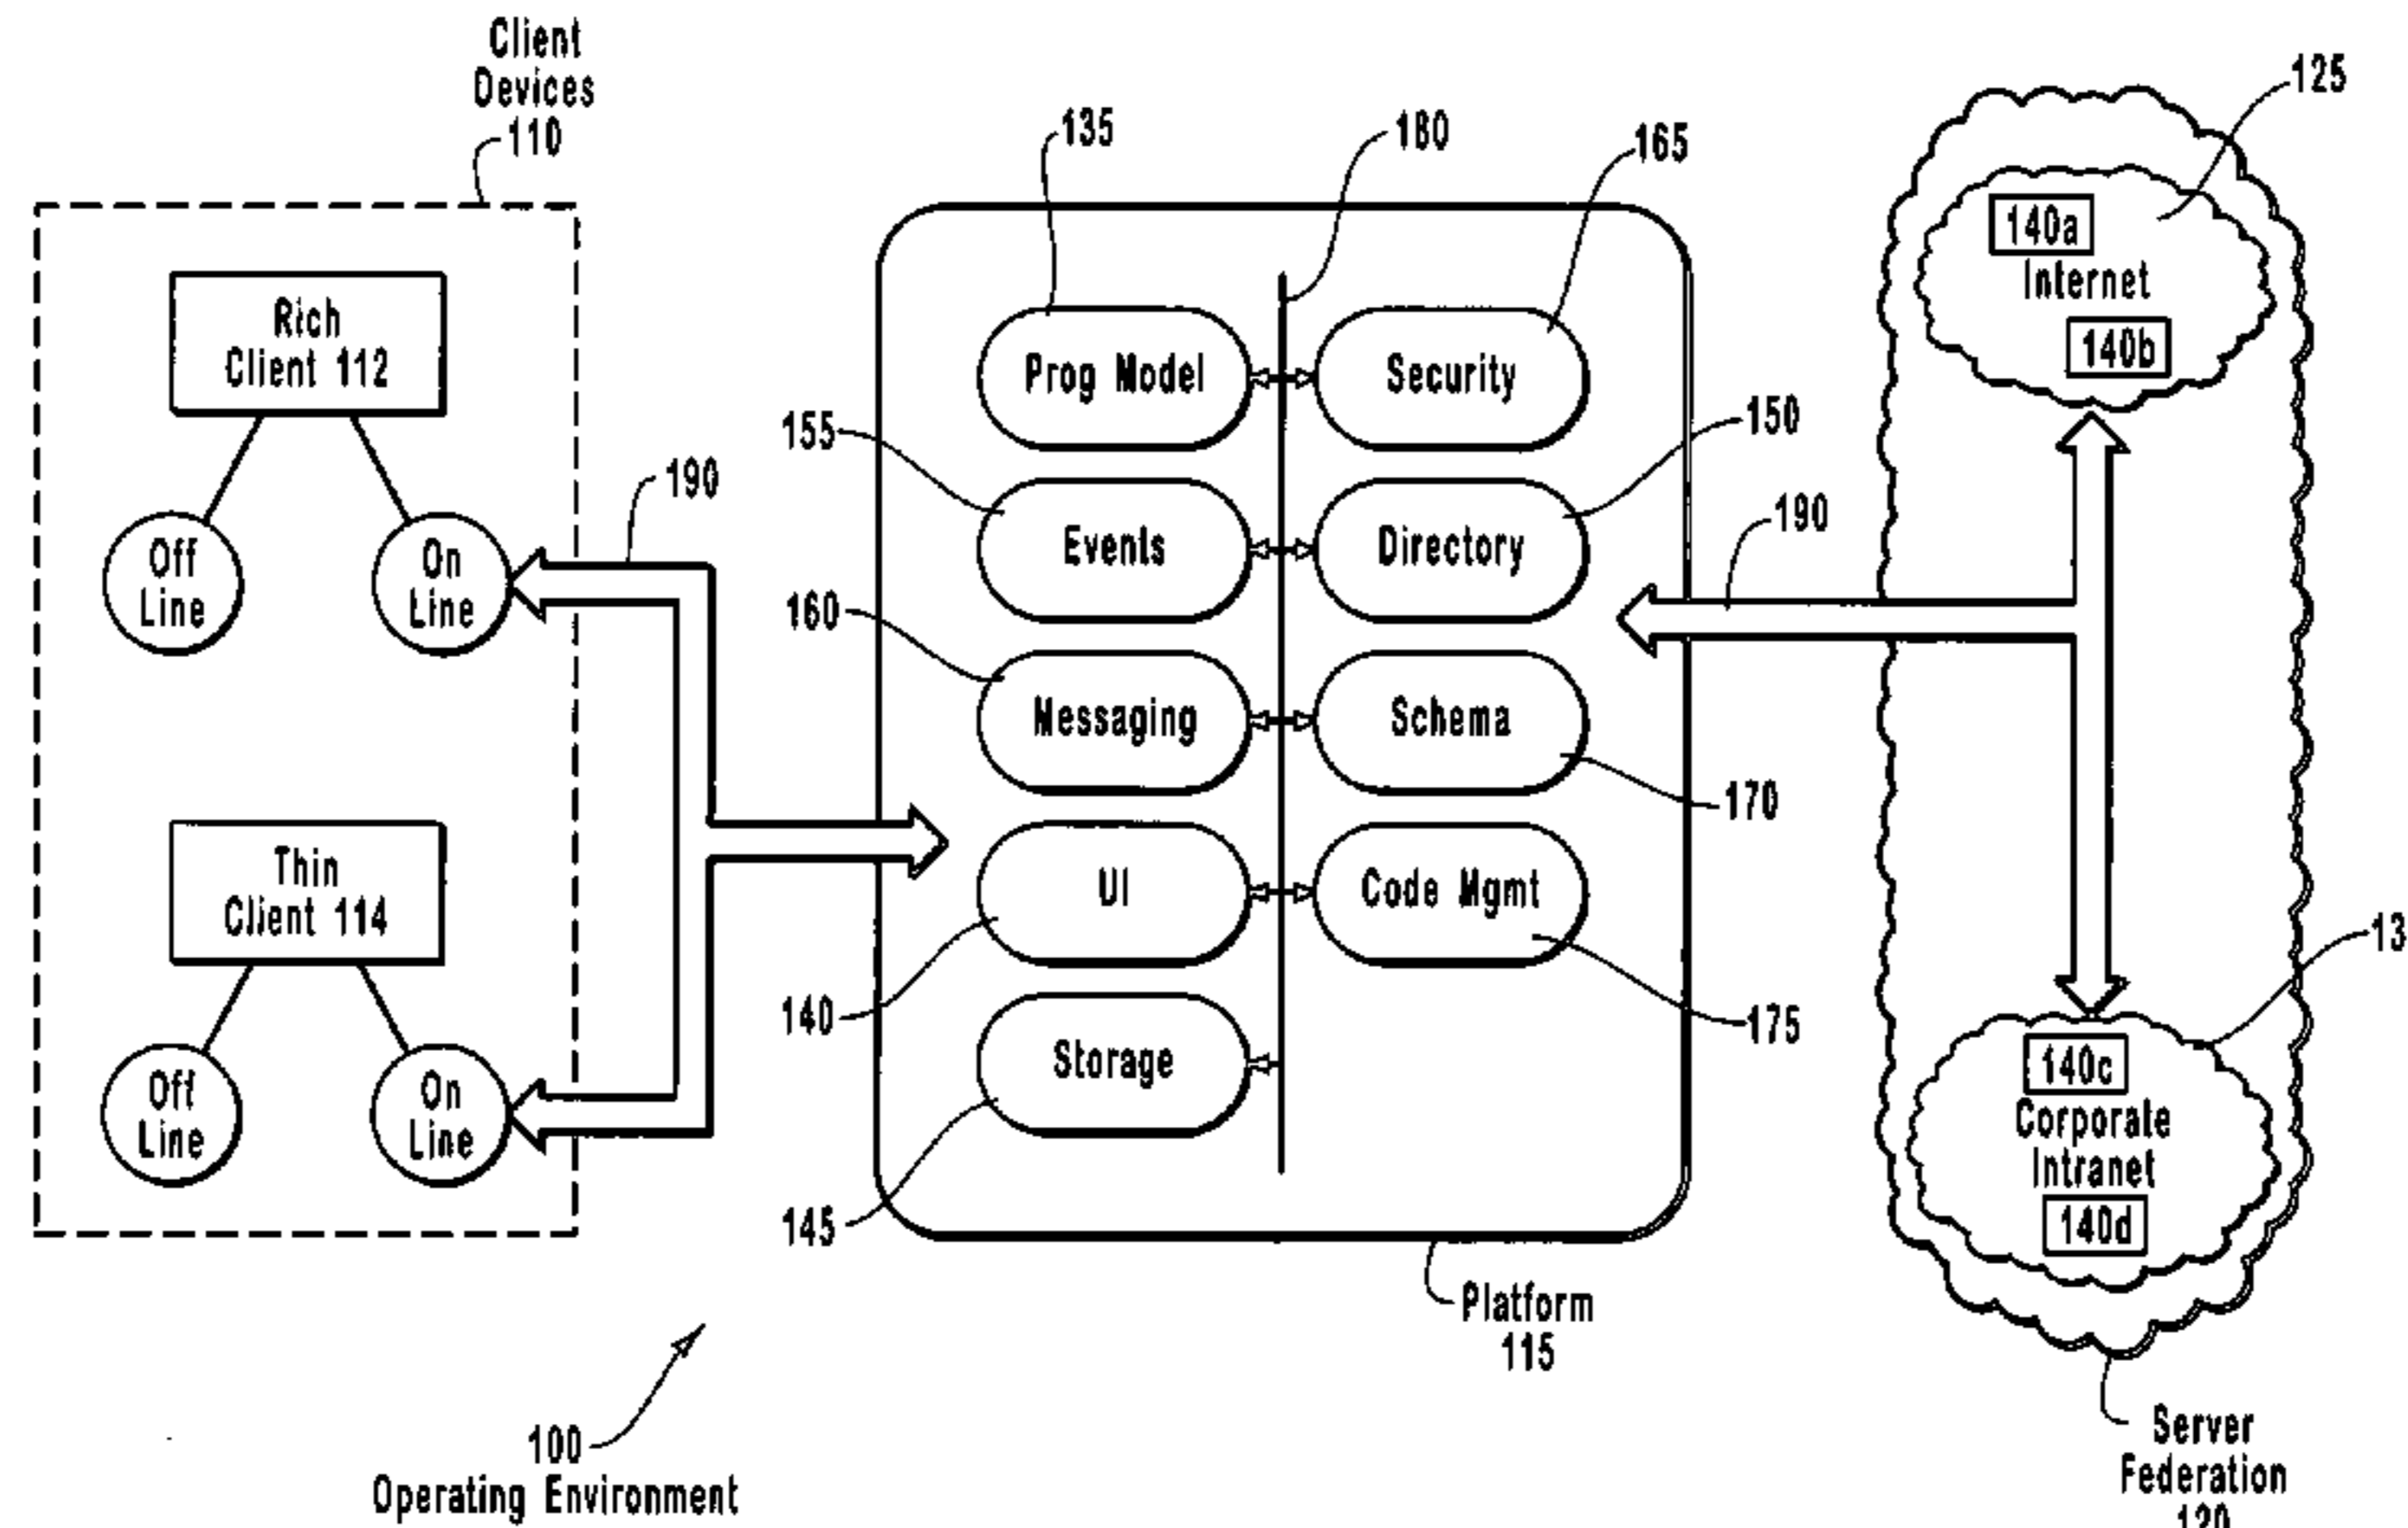 Client
Devices
110
Rich
Client 112
Off
Line
On
Line
190
Thin
Client 114
Off
Line
On
Line
135
180
165
Prog Model
Security
155
150
Events
Directory
160
Messaging
Schema
170
UI
Code Mgmt
140
175
Storage
145
Platform
115
100
Operating Environment
190
125
140a
Internet
140b
13
140c
Corporate
Intranet
140d
Server
Federation
120